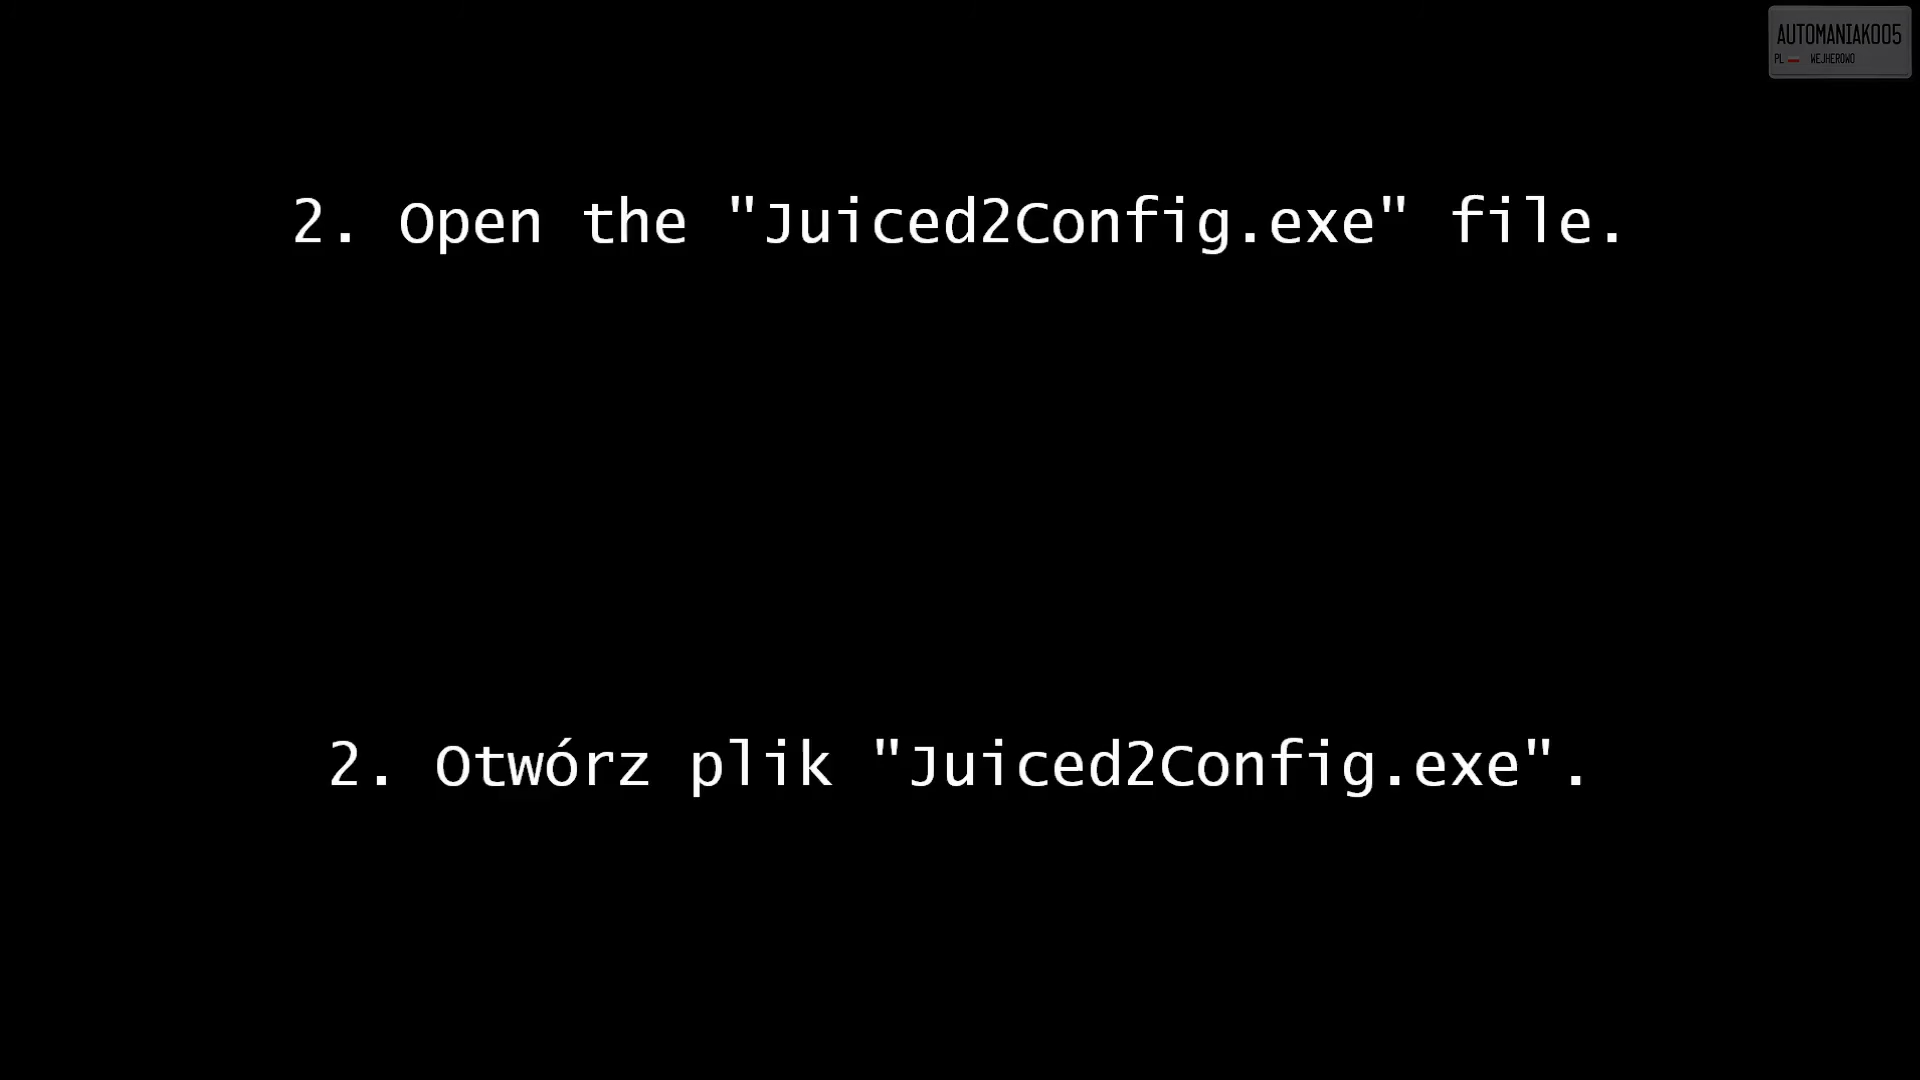 AUTOMANIAK005
PL WEJHEROWO
2. Open the "Juiced2Config.exe" file.
2. Otwórz plik "Juiced2Config.exe".